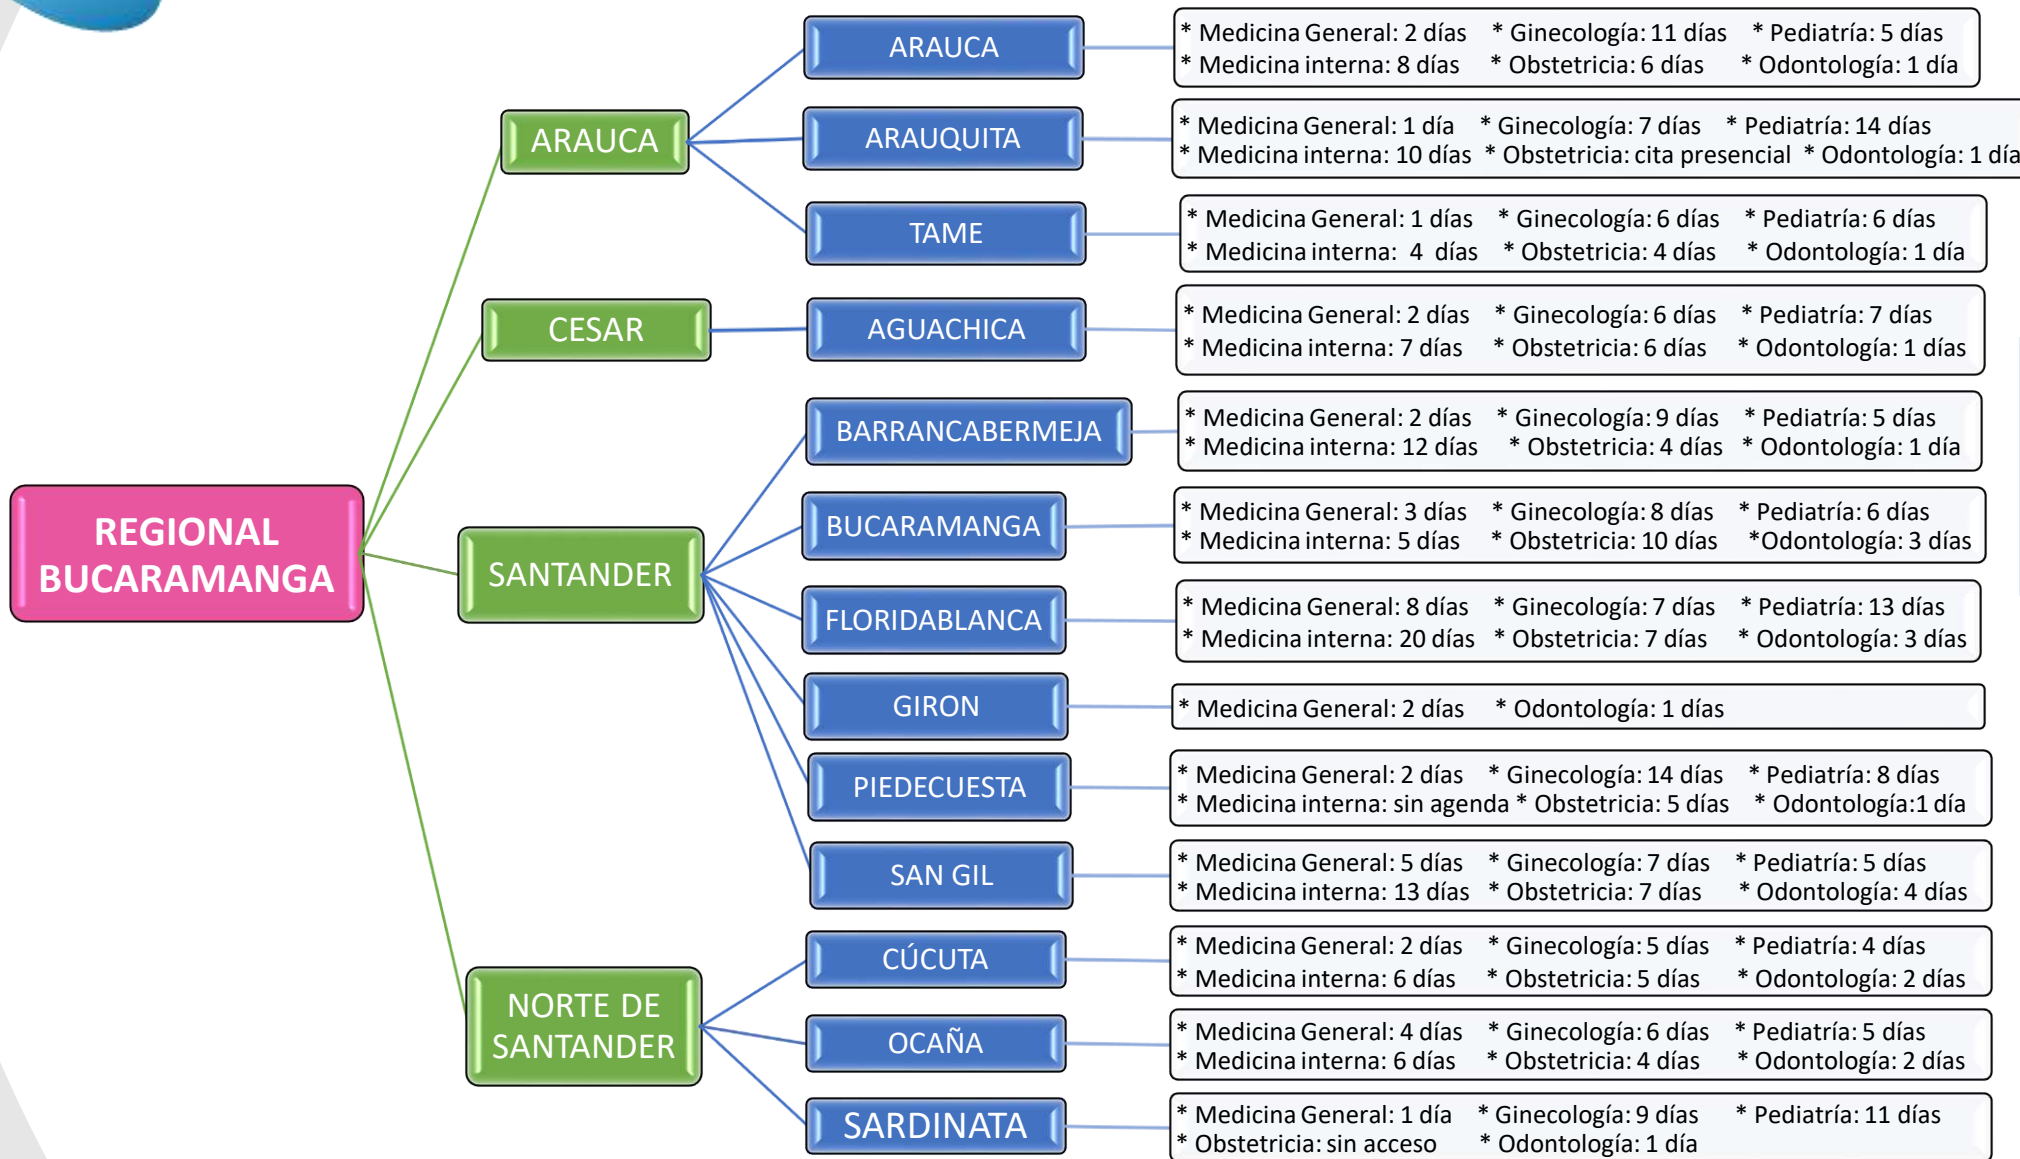 REGIONAL
BUCARAMANGA
ARAUCA
ARAUCA
* Medicina General: 2 días * Ginecología: 11 días * Pediatría: 5 días
* Medicina interna: 8 días * Obstetricia: 6 días * Odontología: 1 día
ARAUQUITA
* Medicina General: 1 día * Ginecología: 7 días * Pediatría: 14 días
* Medicina interna: 10 días * Obstetricia: cita presencial * Odontología: 1 día
TAME
* Medicina General: 1 días * Ginecología: 6 días * Pediatría: 6 días
* Medicina interna: 4 días * Obstetricia: 4 días * Odontología: 1 día
CESAR
AGUACHICA
* Medicina General: 2 días * Ginecología: 6 días * Pediatría: 7 días
* Medicina interna: 7 días * Obstetricia: 6 días * Odontología: 1 días
SANTANDER
BARRANCABERMEJA
* Medicina General: 2 días * Ginecología: 9 días * Pediatría: 5 días
* Medicina interna: 12 días * Obstetricia: 4 días * Odontología: 1 día
BUCARAMANGA
* Medicina General: 3 días * Ginecología: 8 días * Pediatría: 6 días
* Medicina interna: 5 días * Obstetricia: 10 días *Odontología: 3 días
FLORIDABLANCA
* Medicina General: 8 días * Ginecología: 7 días * Pediatría: 13 días
* Medicina interna: 20 días * Obstetricia: 7 días * Odontología: 3 días
GIRON
* Medicina General: 2 días * Odontología: 1 días
PIEDECUESTA
* Medicina General: 2 días * Ginecología: 14 días * Pediatría: 8 días
* Medicina interna: sin agenda * Obstetricia: 5 días * Odontología:1 día
SAN GIL
* Medicina General: 5 días * Ginecología: 7 días * Pediatría: 5 días
* Medicina interna: 13 días * Obstetricia: 7 días * Odontología: 4 días
NORTE DE
SANTANDER
CÚCUTA
* Medicina General: 2 días * Ginecología: 5 días * Pediatría: 4 días
* Medicina interna: 6 días * Obstetricia: 5 días * Odontología: 2 días
OCAÑA
* Medicina General: 4 días * Ginecología: 6 días * Pediatría: 5 días
* Medicina interna: 6 días * Obstetricia: 4 días * Odontología: 2 días
SARDINATA
* Medicina General: 1 día * Ginecología: 9 días * Pediatría: 11 días
* Obstetricia: sin acceso * Odontología: 1 día